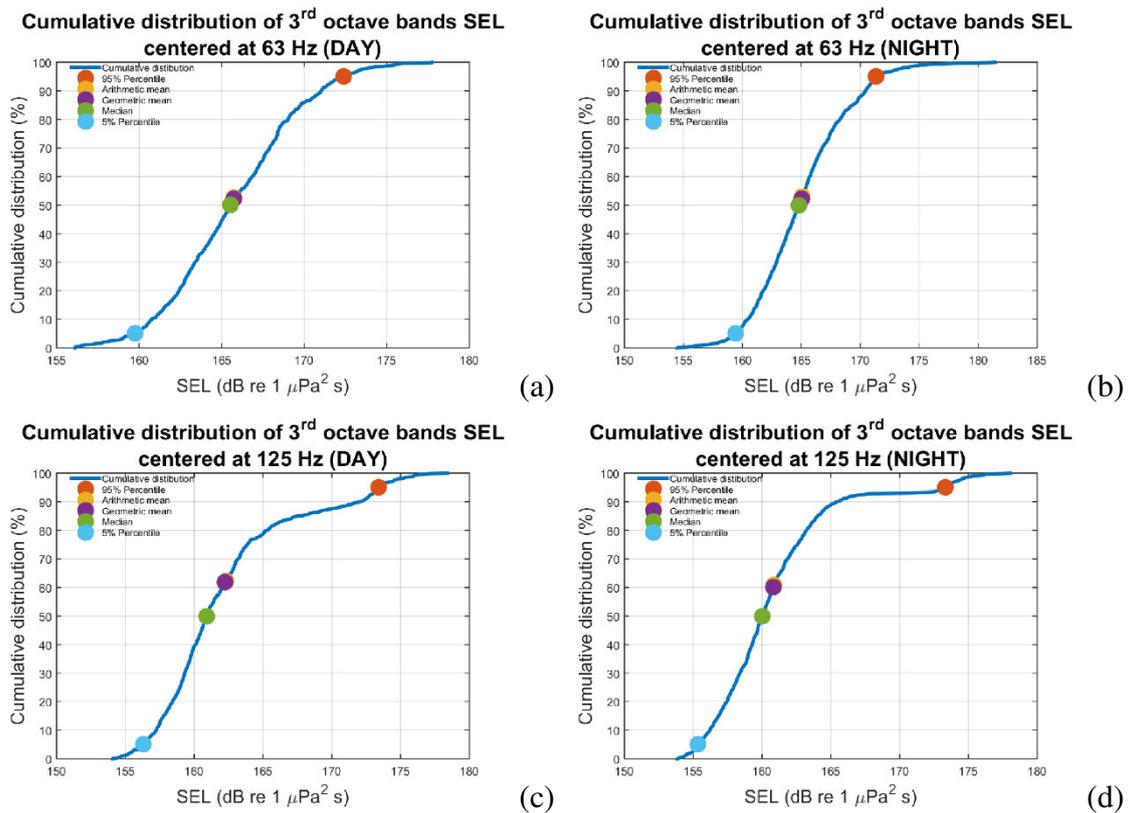 Cumulative distribution of 3rd octave bands SEL
centered at 63 Hz (DAY)
Cumulative distibution
95% Percentile
Arithmetic mean
Geometric mean
Median
5% Percentile
Cumulative distribution (%)
100
90
80
70
60
50
40
30
20
10
0
155 160 165 170 175 180
SEL (dB re 1 μPa2 s)
(a)
Cumulative distribution of 3rd octave bands SEL
centered at 63 Hz (NIGHT)
Cumulative distibution
95% Percentile
Arithmetic mean
Geometric mean
Median
5% Percentile
Cumulative distribution (%)
100
90
80
70
60
50
40
30
20
10
0
150 155 160 165 170 175 180 185
SEL (dB re 1 μPa2 s)
(b)
Cumulative distribution of 3rd octave bands SEL
centered at 125 Hz (DAY)
Cumulative distibution
95% Percentile
Arithmetic mean
Geometric mean
Median
5% Percentile
Cumulative distribution (%)
100
90
80
70
60
50
40
30
20
10
0
150 155 160 165 170 175 180
SEL (dB re 1 μPa2 s)
(c)
Cumulative distribution of 3rd octave bands SEL
centered at 125 Hz (NIGHT)
Cumulative distibution
95% Percentile
Arithmetic mean
Geometric mean
Median
5% Percentile
Cumulative distribution (%)
100
90
80
70
60
50
40
30
20
10
0
150 155 160 165 170 175 180
SEL (dB re 1 μPa2 s)
(d)